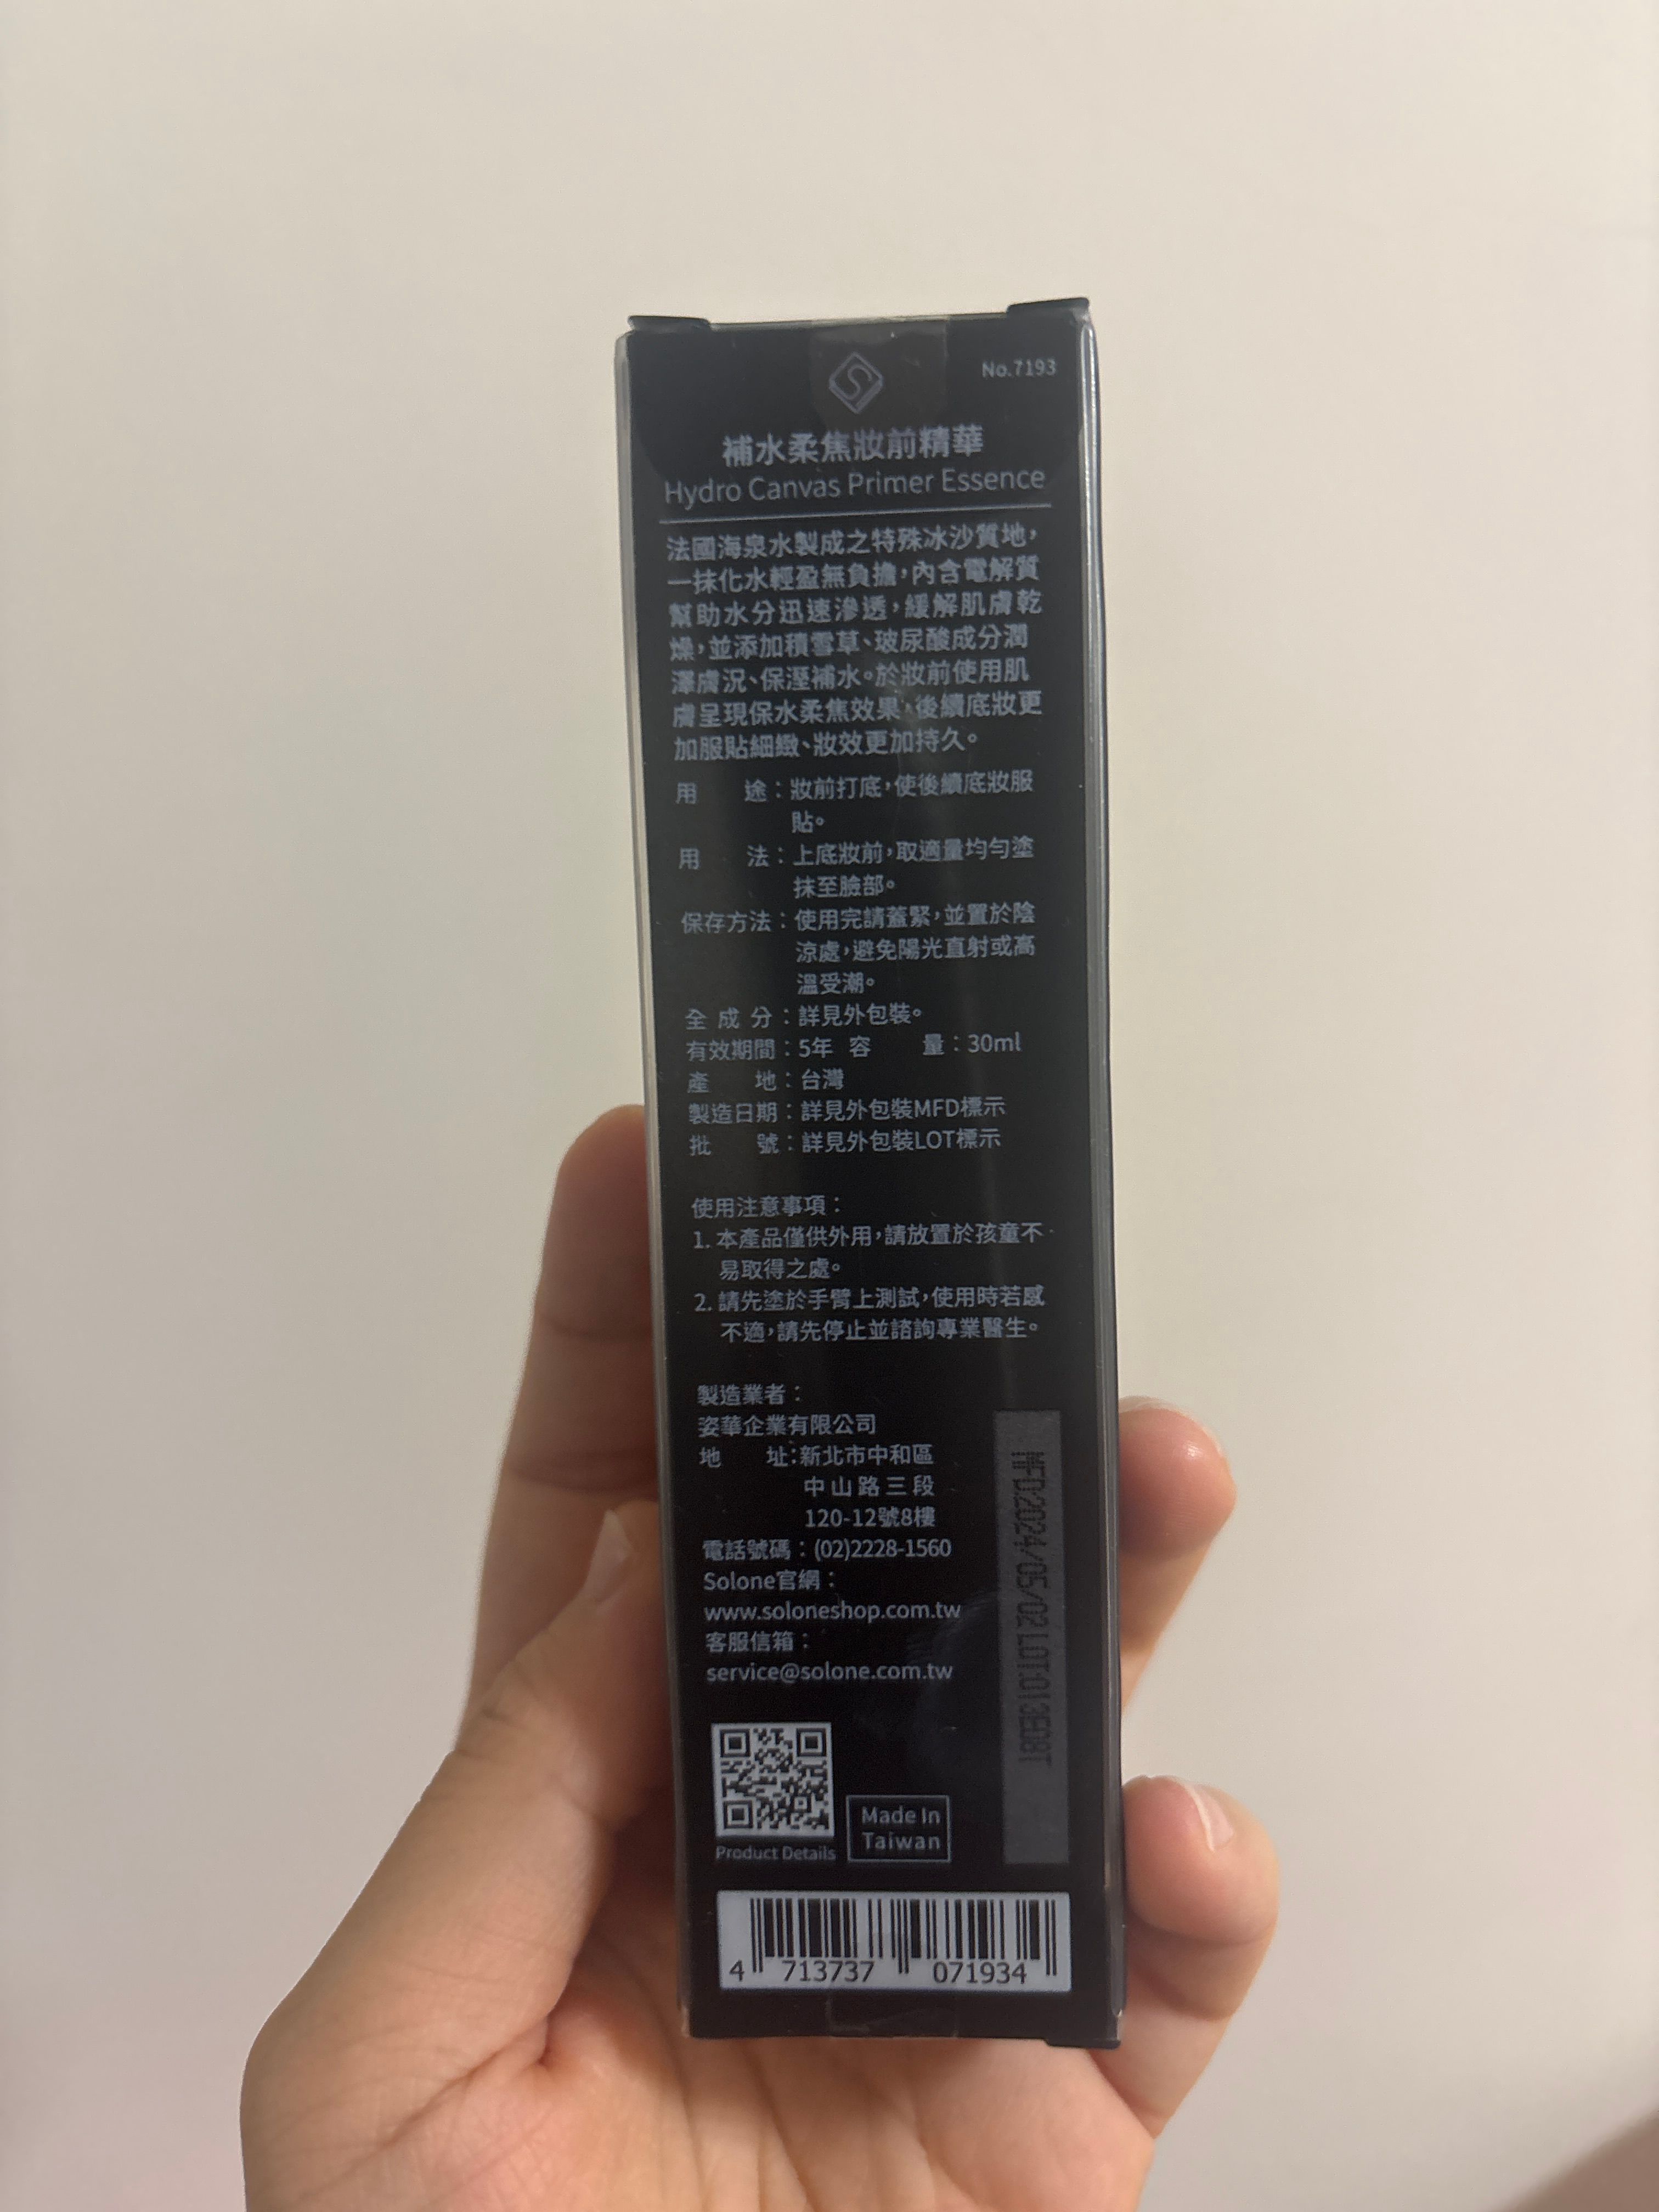 No.7193
補水柔焦妝前精華
Hydro Canvas Primer Essence
法國海泉水製成之特殊冰沙質地，
一抹化水輕盈無負擔，內含電解質
幫助水分迅速滲透，緩解肌膚乾
燥，並添加積雪草、玻尿酸成分潤
澤膚況、保溼補水。於妝前使用肌
膚呈現保水柔焦效果、後續底妝更
加服貼細緻、妝效更加持久。
用　　途：妝前打底，使後續底妝服
貼。
用　　法：上底妝前，取適量均勻塗
抹至臉部。
保存方法：使用完請蓋緊，並置於陰
涼處，避免陽光直射或高
溫受潮。
全 成 分：詳見外包裝。
有效期間：5年 容　　量：30ml
產　　地：台灣
製造日期：詳見外包裝MFD標示
批　　號：詳見外包裝LOT標示
使用注意事項：
1. 本產品僅供外用，請放置於孩童不
易取得之處。
2. 請先塗於手臂上測試，使用時若感
不適，請先停止並諮詢專業醫生。
製造業者：
姿華企業有限公司
地　　址：新北市中和區
中山路三段
120-12號8樓
電話號碼：(02)2228-1560
Solone官網：
www.soloneshop.com.tw
客服信箱：
service@solone.com.tw
MFD:2024/05/02 LOT:013E08T
Product Details
Made In
Taiwan
4 713737 071934